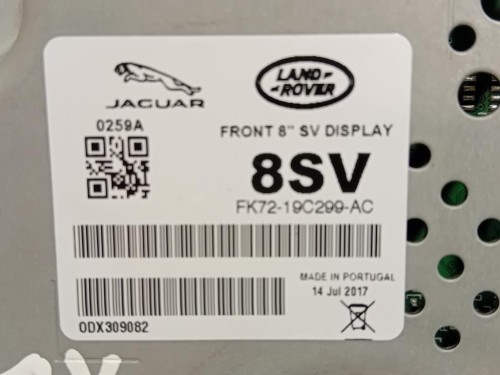 JAGUAR
LAND
ROVER
0259A
FRONT 8" SV DISPLAY
8SV
FK72-19C299-AC
MADE IN PORTUGAL
14 Jul 2017
ODX309082